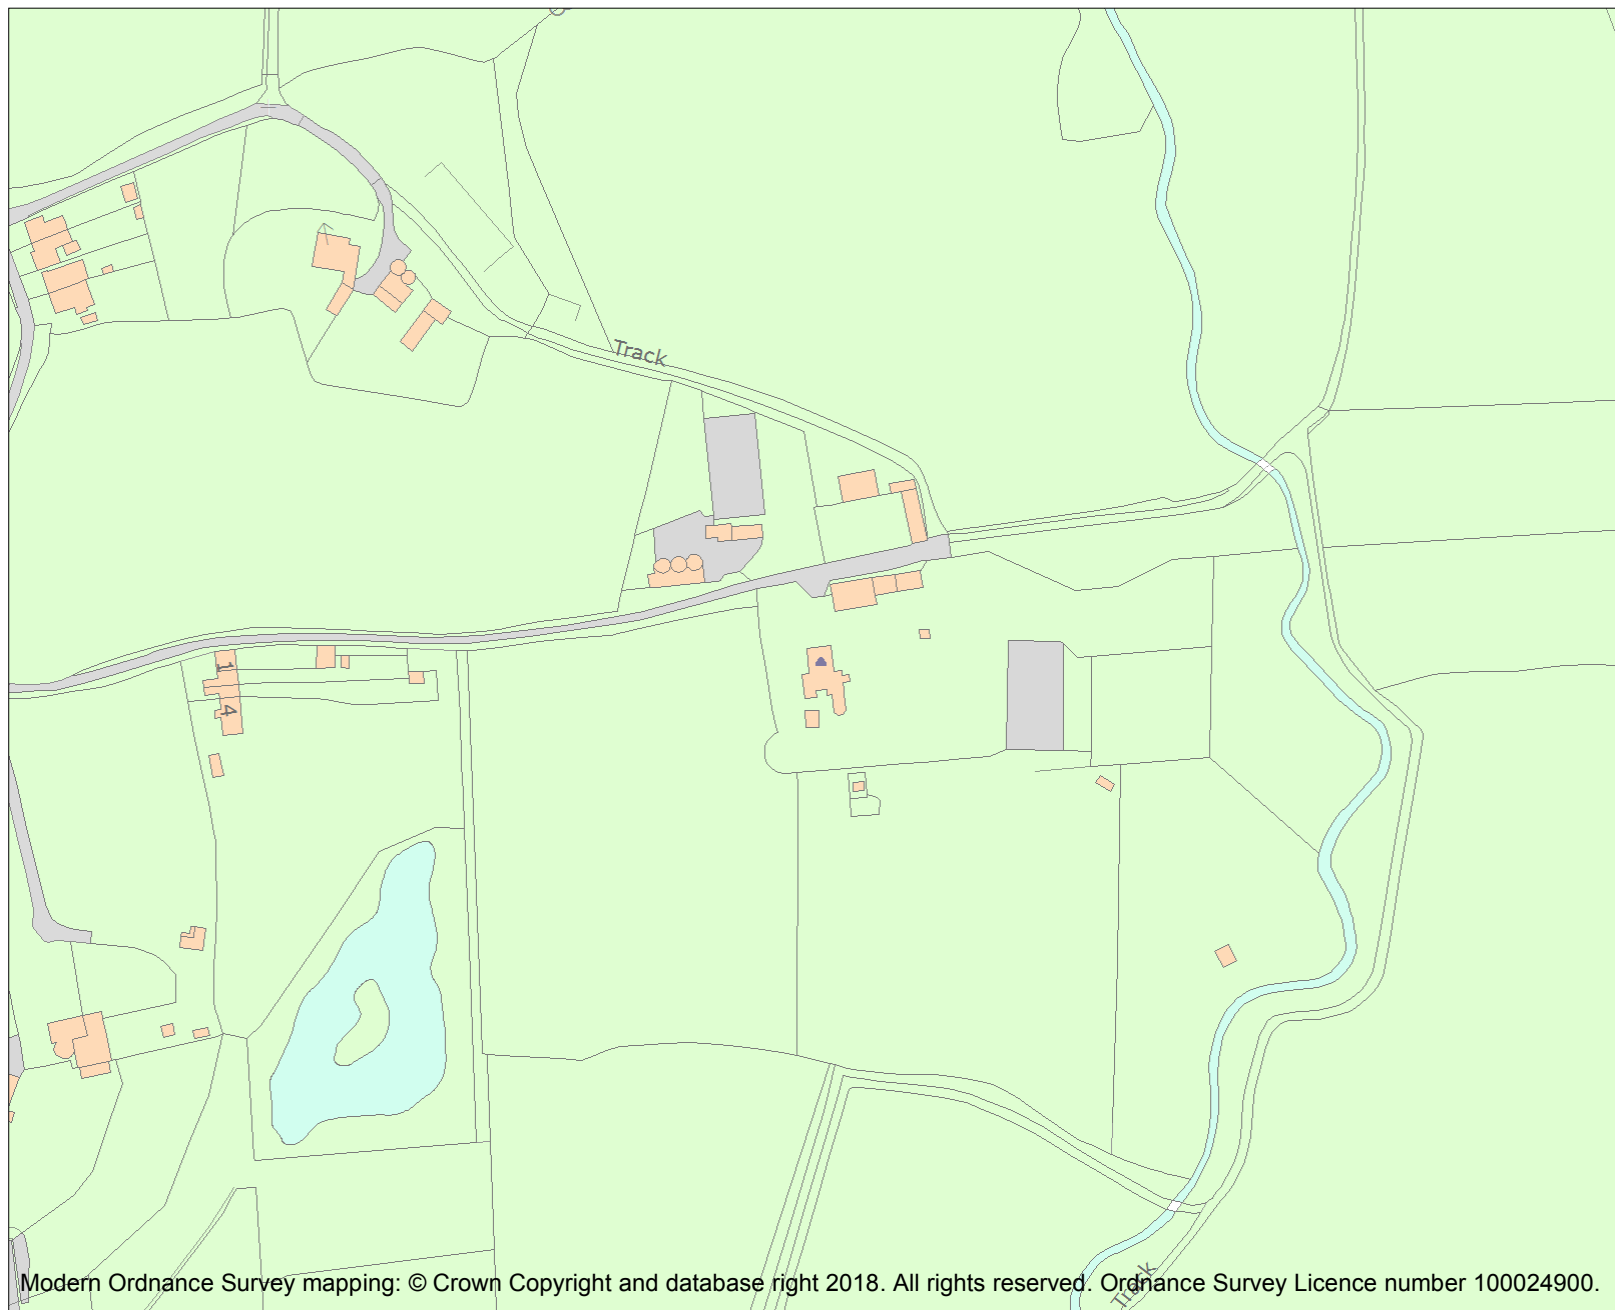 Track
1
4
Modern Ordnance Survey mapping: © Crown Copyright and database right 2018. All rights reserved. Ordnance Survey Licence number 100024900.
Track